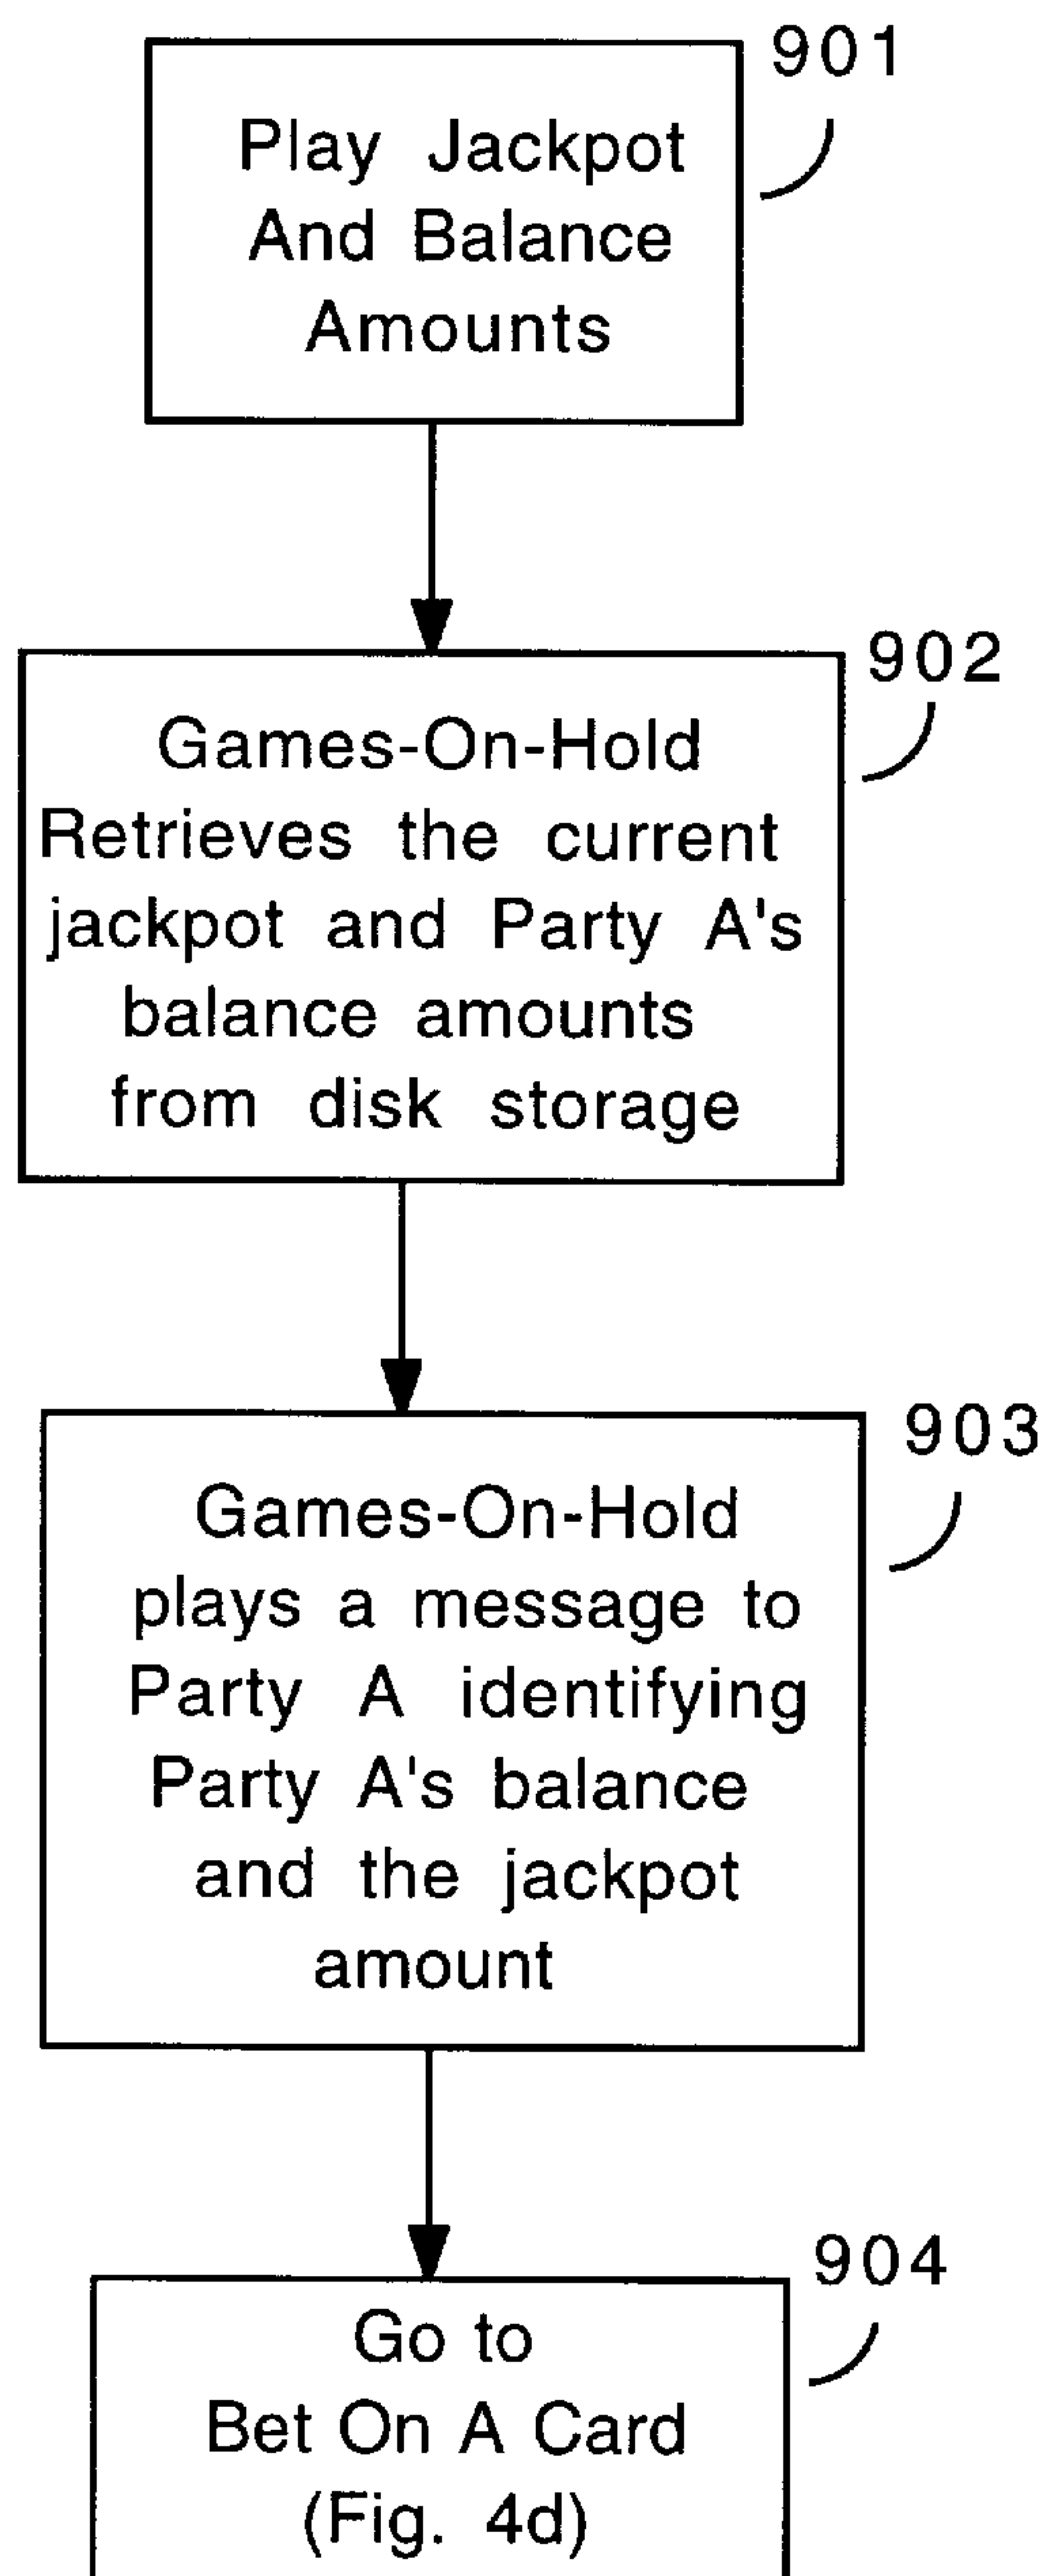 901
Play Jackpot
And Balance
Amounts
902
Games-On-Hold
Retrieves the current
jackpot and Party A's
balance amounts
from disk storage
903
Games-On-Hold
plays a message to
Party A identifying
Party A's balance
and the jackpot
amount
904
Go to
Bet On A Card
(Fig. 4d)